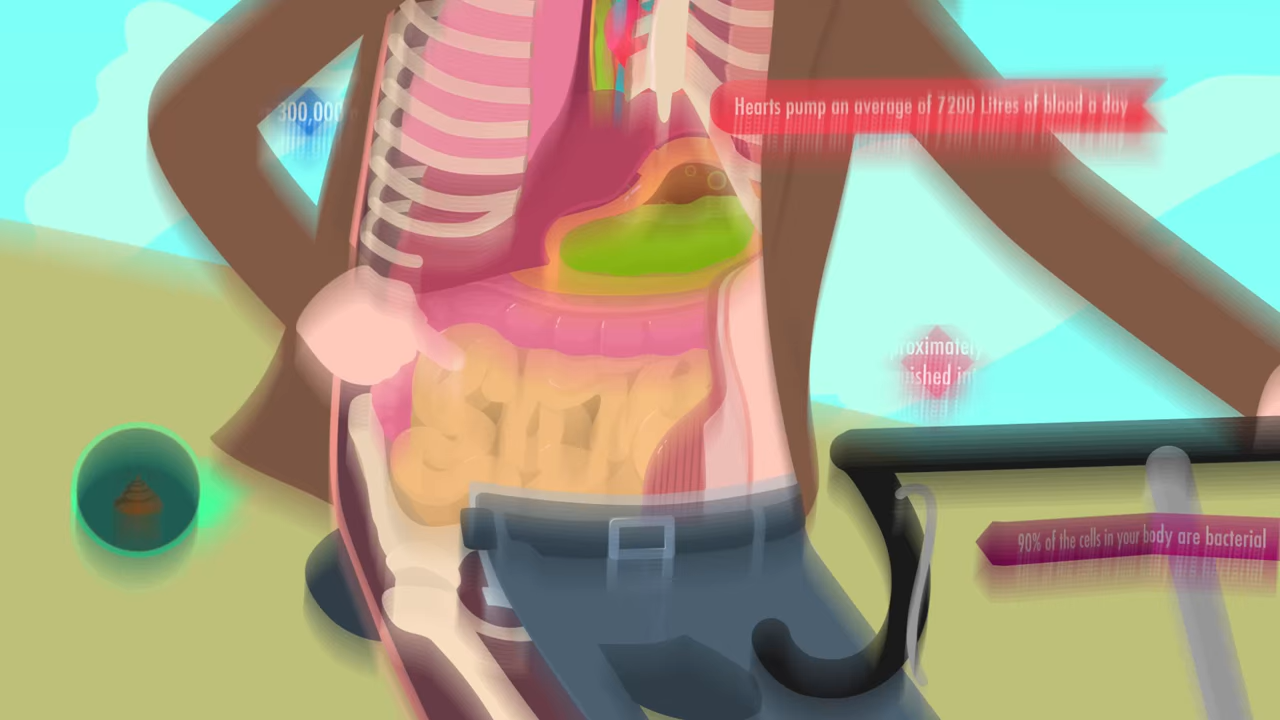 300,000
Hearts pump an average of 7200 Litres of blood a day
90% of the cells in your body are bacterial